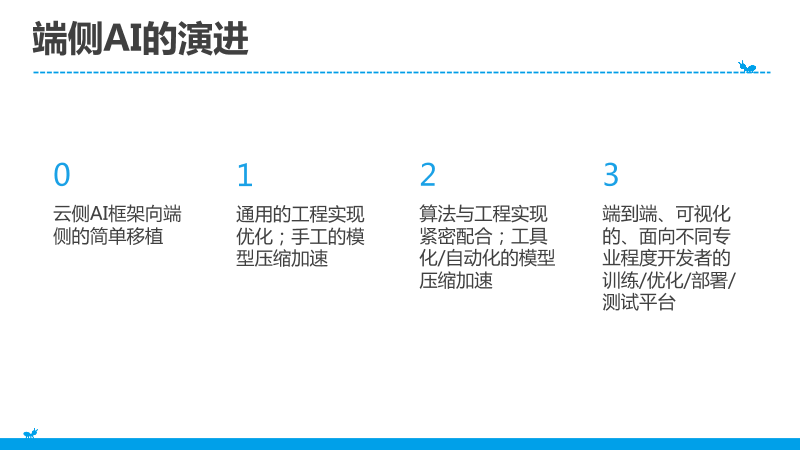 端侧AI的演进
0
云侧AI框架向端
侧的简单移植
1
通用的工程实现
优化；手工的模
型压缩加速
2
算法与工程实现
紧密配合；工具
化/自动化的模型
压缩加速
3
端到端、可视化
的、面向不同专
业程度开发者的
训练/优化/部署/
测试平台